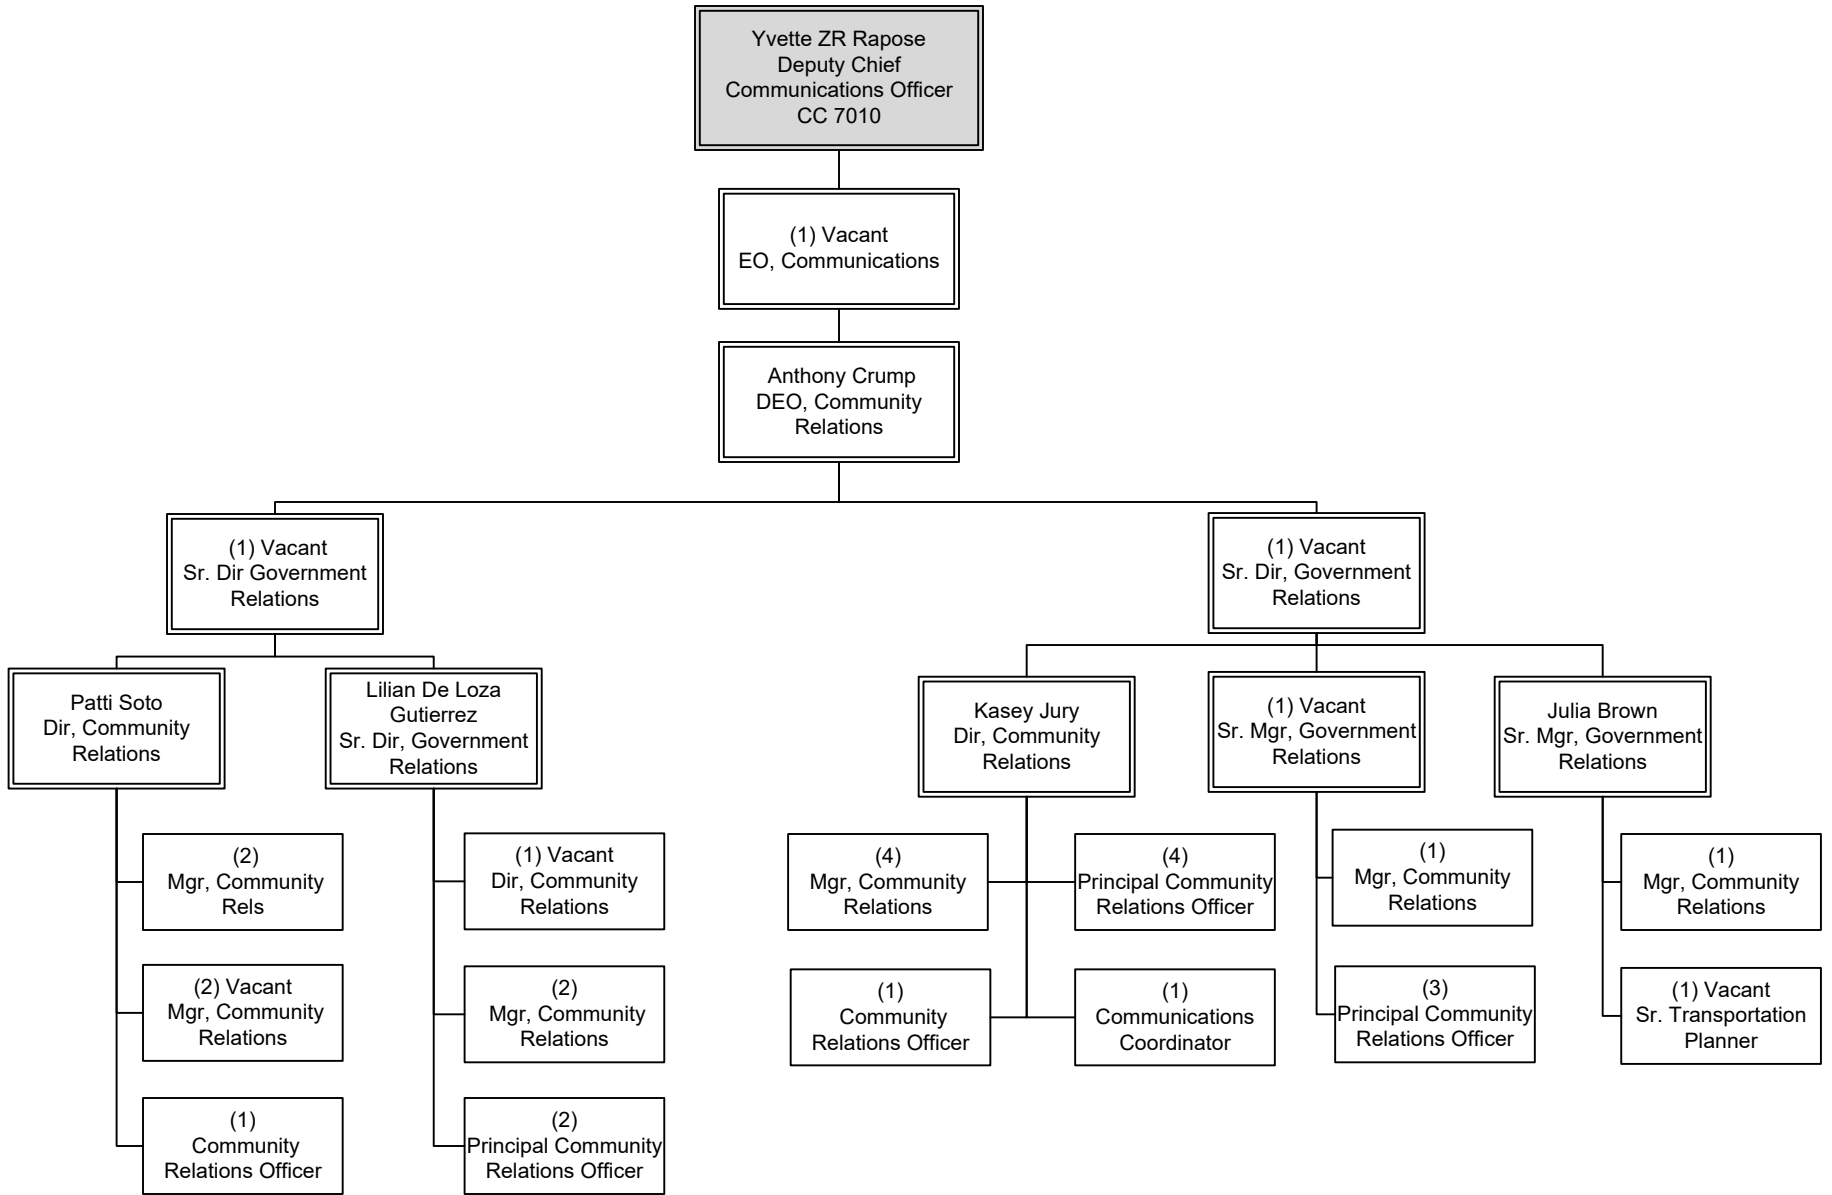 Yvette ZR Rapose
Deputy Chief
Communications Officer
CC 7010
(1) Vacant
EO, Communications
Anthony Crump
DEO, Community
Relations
(1) Vacant
Sr. Dir Government
Relations
(1) Vacant
Sr. Dir, Government
Relations
Patti Soto
Dir, Community
Relations
Lilian De Loza
Gutierrez
Sr. Dir, Government
Relations
Kasey Jury
Dir, Community
Relations
(1) Vacant
Sr. Mgr, Government
Relations
Julia Brown
Sr. Mgr, Government
Relations
(2)
Mgr, Community
Rels
(1) Vacant
Dir, Community
Relations
(4)
Mgr, Community
Relations
(4)
Principal Community
Relations Officer
(1)
Mgr, Community
Relations
(1)
Mgr, Community
Relations
(2) Vacant
Mgr, Community
Relations
(2)
Mgr, Community
Relations
(1)
Community
Relations Officer
(1)
Communications
Coordinator
(3)
Principal Community
Relations Officer
(1) Vacant
Sr. Transportation
Planner
(1)
Community
Relations Officer
(2)
Principal Community
Relations Officer